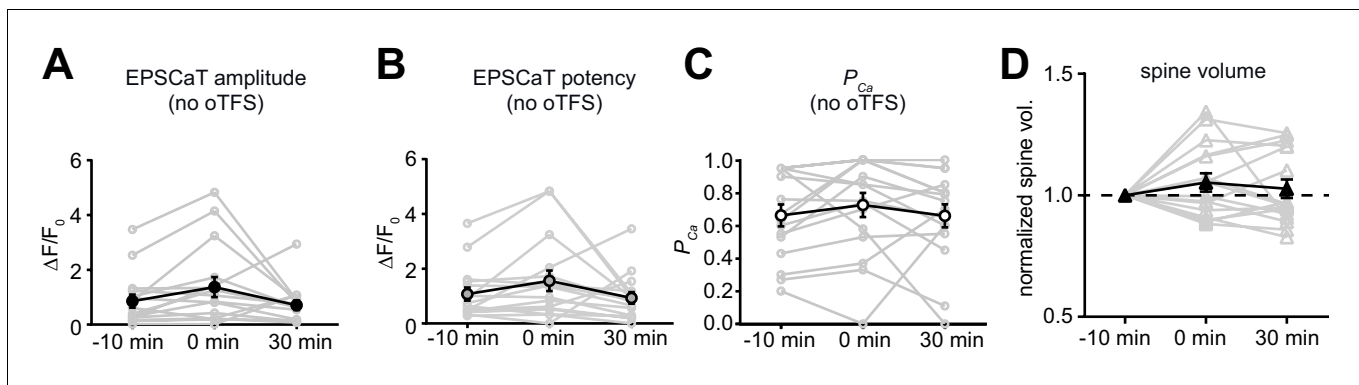 A
EPSCaT amplitude
(no oTFS)
ΔF/F0
6
4
2
0
-10 min 0 min 30 min
B
EPSCaT potency
(no oTFS)
ΔF/F0
6
4
2
0
-10 min 0 min 30 min
C
PCa
(no oTFS)
PCa
1.0
0.8
0.6
0.4
0.2
0.0
-10 min 0 min 30 min
D
spine volume
normalized spine vol.
1.5
1.0
0.5
-10 min 0 min 30 min